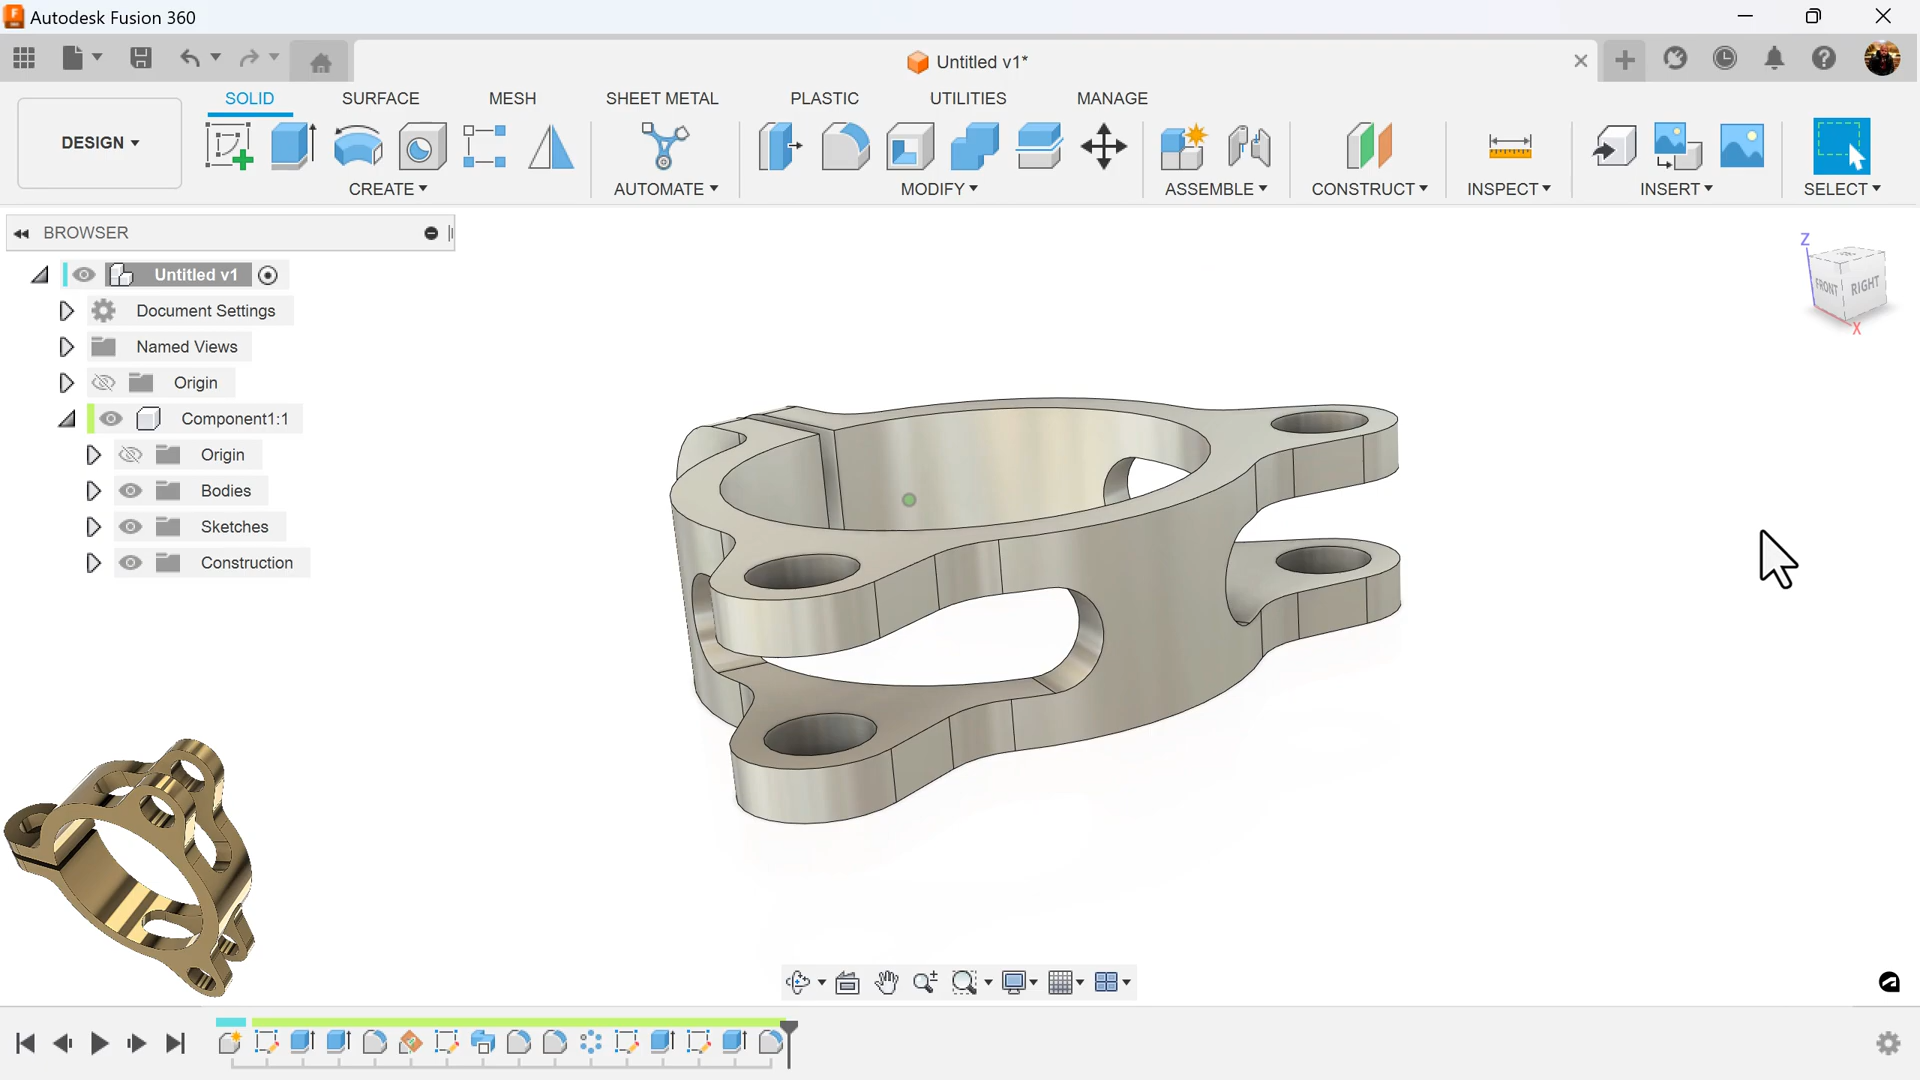 Autodesk Fusion 360
Untitled v1*
SOLID SURFACE MESH SHEET METAL PLASTIC UTILITIES MANAGE
DESIGN
CREATE AUTOMATE MODIFY ASSEMBLE CONSTRUCT INSPECT INSERT SELECT
BROWSER
Untitled v1
Document Settings
Named Views
Origin
Component1:1
Origin
Bodies
Sketches
Construction
Z
FRONT RIGHT
X